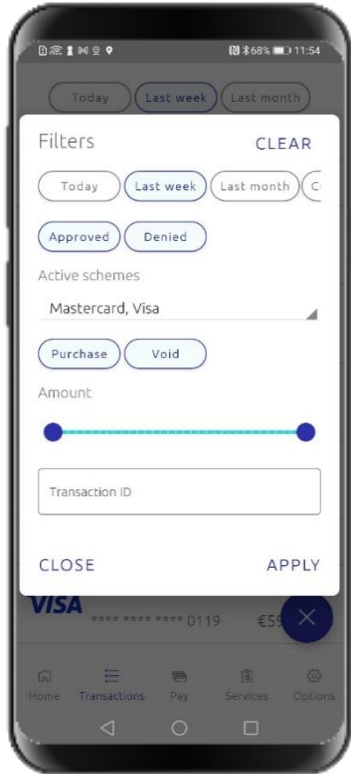 68% 11:54
Today Last week Last month
Filters CLEAR
Today Last week Last month C
Approved Denied
Active schemes
Mastercard, Visa
Purchase Void
Amount
Transaction ID
CLOSE APPLY
VISA
**** **** **** 0119 €59
Home Transactions Pay Services Options